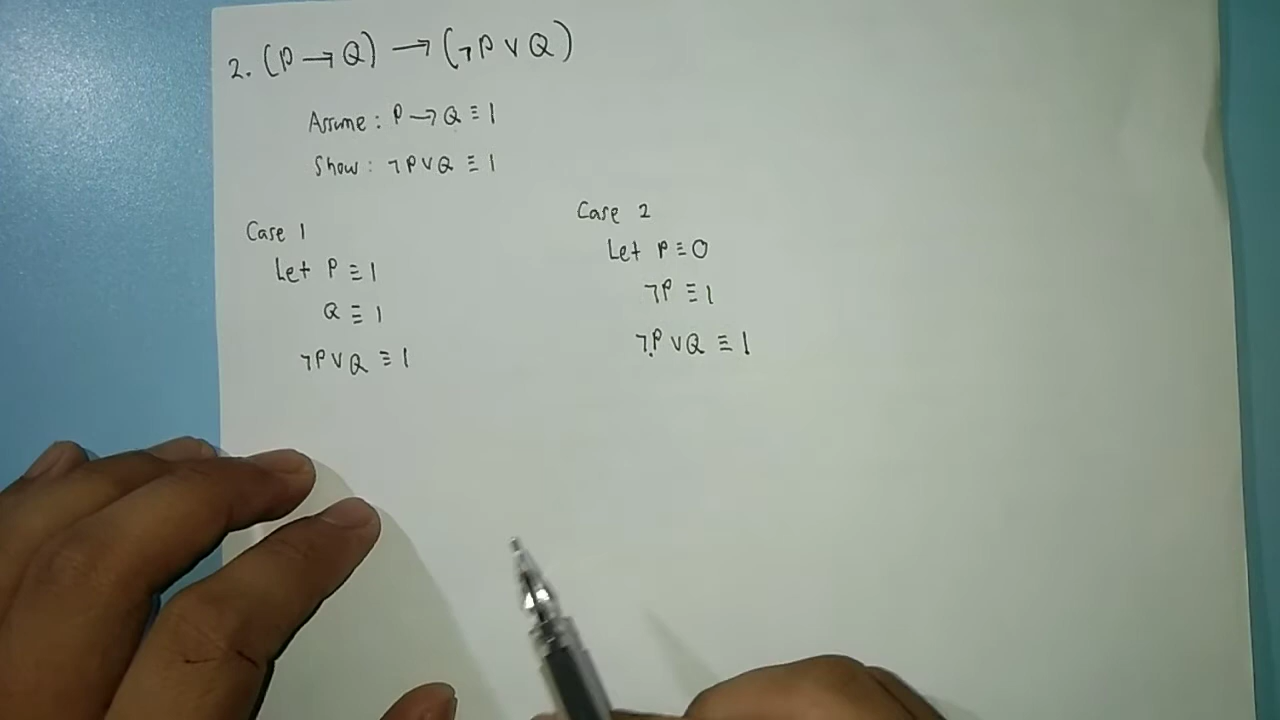 2. (P → Q) → (¬P ∨ Q)
Assume: P → Q ≡ 1
Show: ¬P ∨ Q ≡ 1
Case 1
Let P ≡ 1
Q ≡ 1
¬P ∨ Q ≡ 1
Case 2
Let P ≡ 0
¬P ≡ 1
¬P ∨ Q ≡ 1